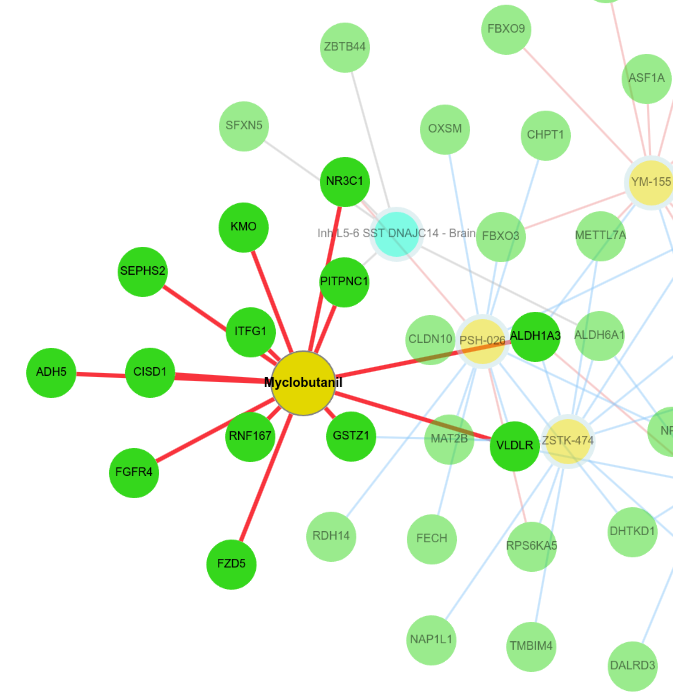 FBXO9
ZBTB44
ASF1A
SFXN5
OXSM
CHPT1
NR3C1
YM-155
KMO
Inh L5-6 SST DNAJC14 - Brain
FBXO3
METTL7A
SEPHS2
PITPNC1
ITFG1
CLDN10
PSH-026
ALDH1A3
ALDH6A1
ADH5
CISD1
Myclobutanil
RNF167
GSTZ1
MAT2B
VLDLR
ZSTK-474
FGFR4
RDH14
FECH
RPS6KA5
DHTKD1
FZD5
NAP1L1
TMBIM4
DALRD3